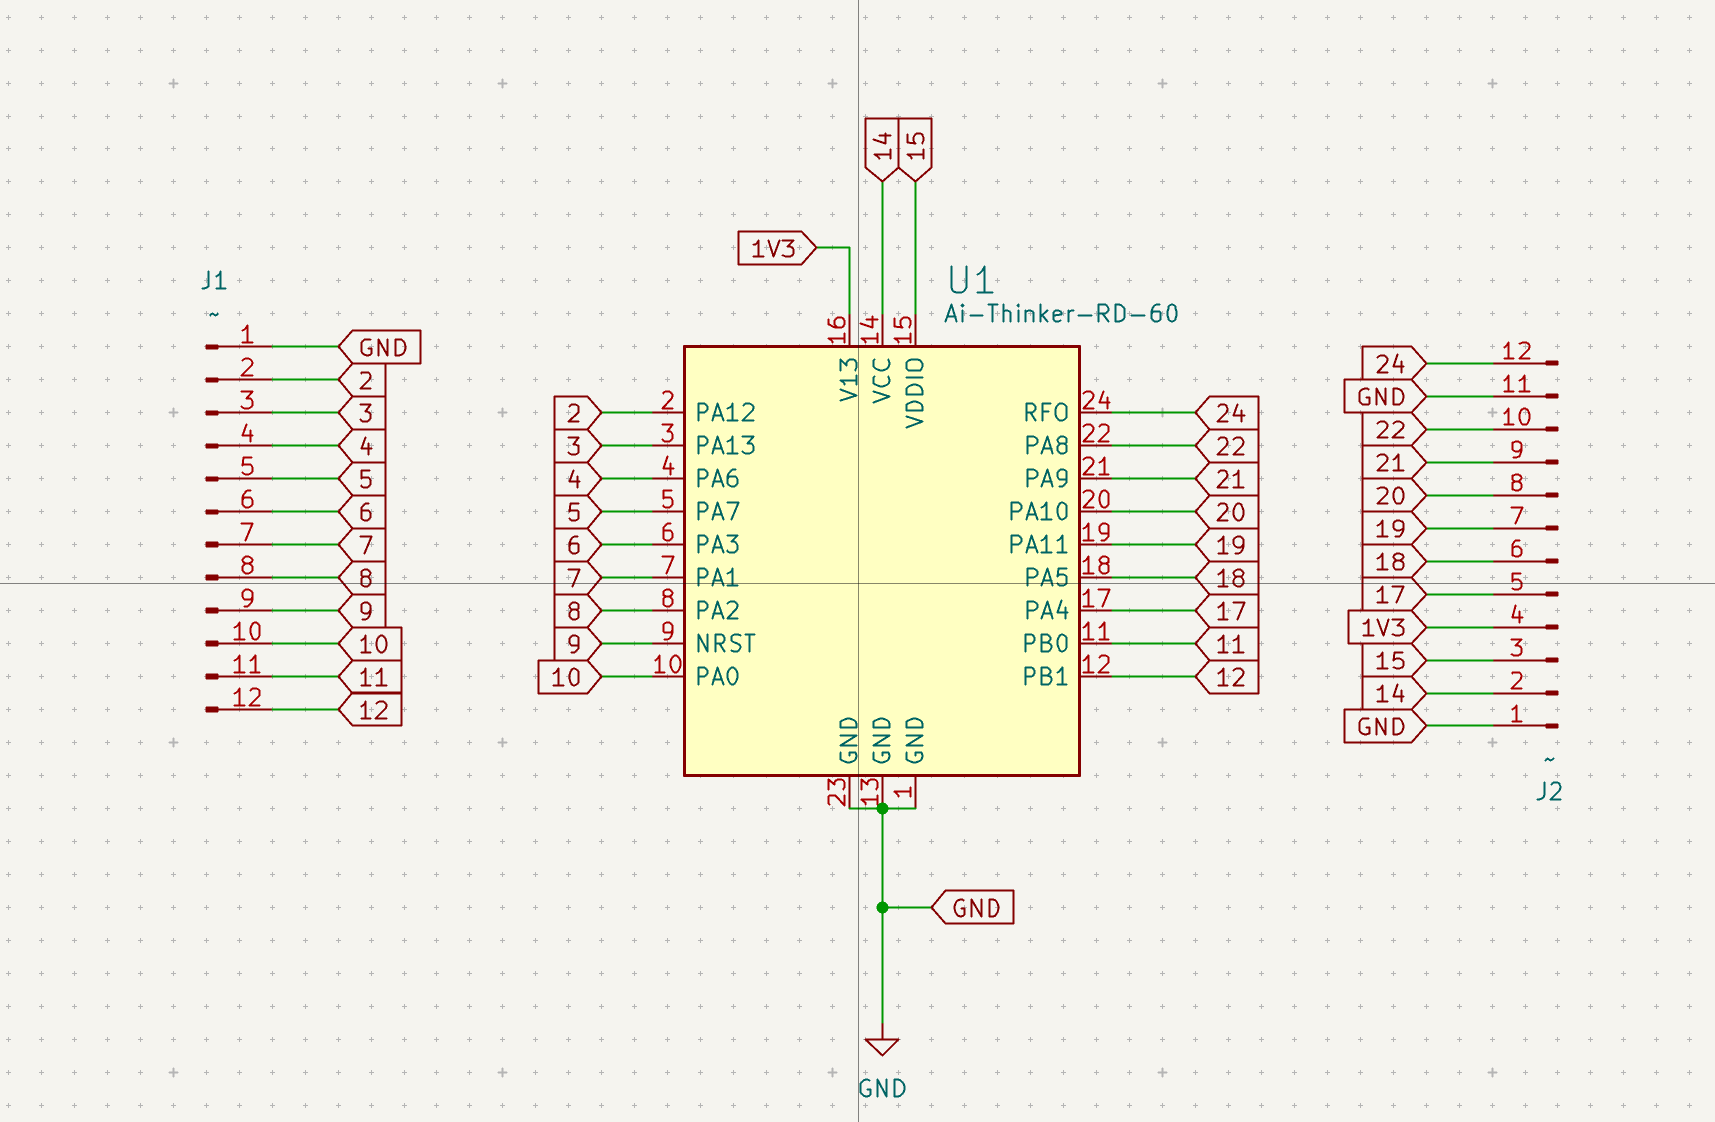 14
15
1V3
J1
~
1 GND
2 2
3 3
4 4
5 5
6 6
7 7
8 8
9 9
10 10
11 11
12 12
U1
Ai-Thinker-RD-60
16 14 15
V13 VCC VDDIO
2 2 PA12
3 3 PA13
4 4 PA6
5 5 PA7
6 6 PA3
7 7 PA1
8 8 PA2
9 9 NRST
10 10 PA0
RFO 24 24
PA8 22 22
PA9 21 21
PA10 20 20
PA11 19 19
PA5 18 18
PA4 17 17
PB0 11 11
PB1 12 12
GND GND GND
23 13 1
GND
GND
24 12
GND 11
22 10
21 9
20 8
19 7
18 6
17 5
1V3 4
15 3
14 2
GND 1
~
J2